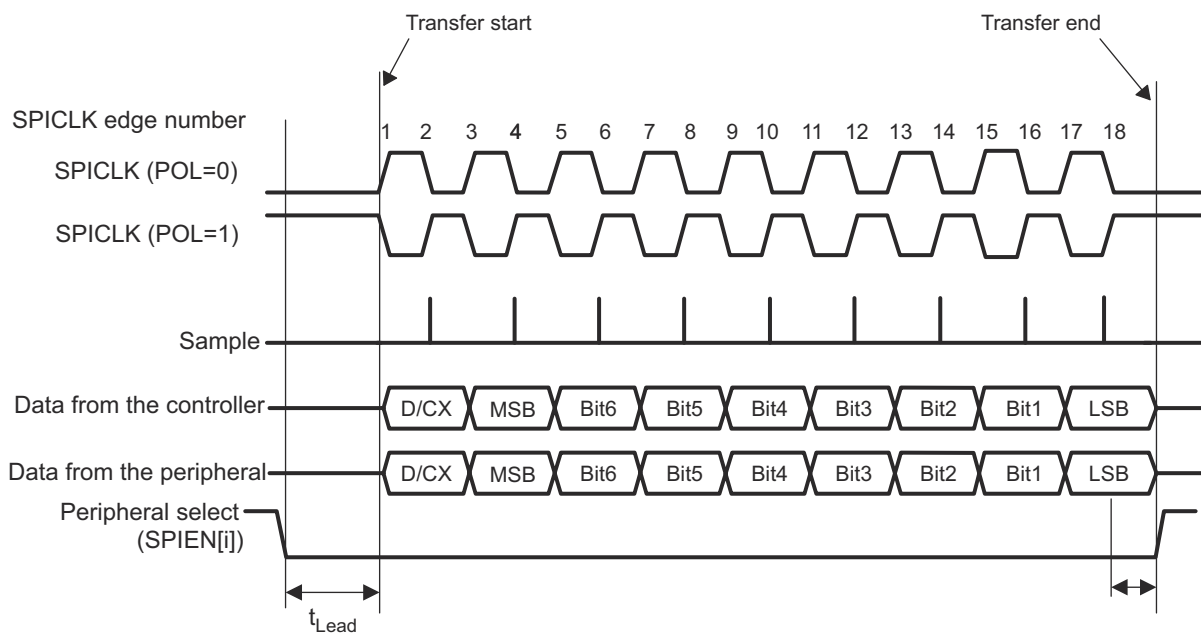 Transfer start
Transfer end
SPICLK edge number
1 2 3 4 5 6 7 8 9 10 11 12 13 14 15 16 17 18
SPICLK (POL=0)
SPICLK (POL=1)
Sample
Data from the controller
D/CX MSB Bit6 Bit5 Bit4 Bit3 Bit2 Bit1 LSB
Data from the peripheral
D/CX MSB Bit6 Bit5 Bit4 Bit3 Bit2 Bit1 LSB
Peripheral select
(SPIEN[i])
tLead